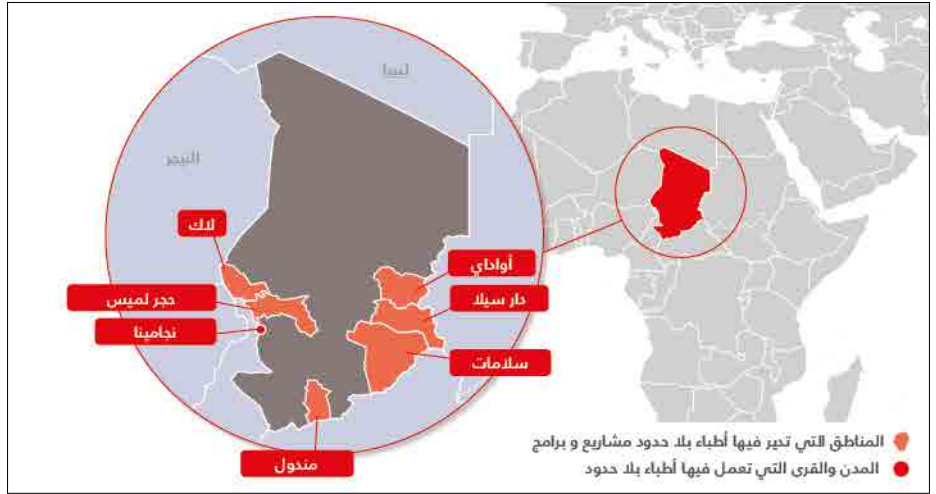 ليبيا
النيجر
لاك
حجر لميس
نجامينا
أواداي
دار سيلا
سلامات
مندول
المناطق التي تدير فيها أطباء بلا حدود مشاريع و برامج
المدن والقرى التي تعمل فيها أطباء بلا حدود